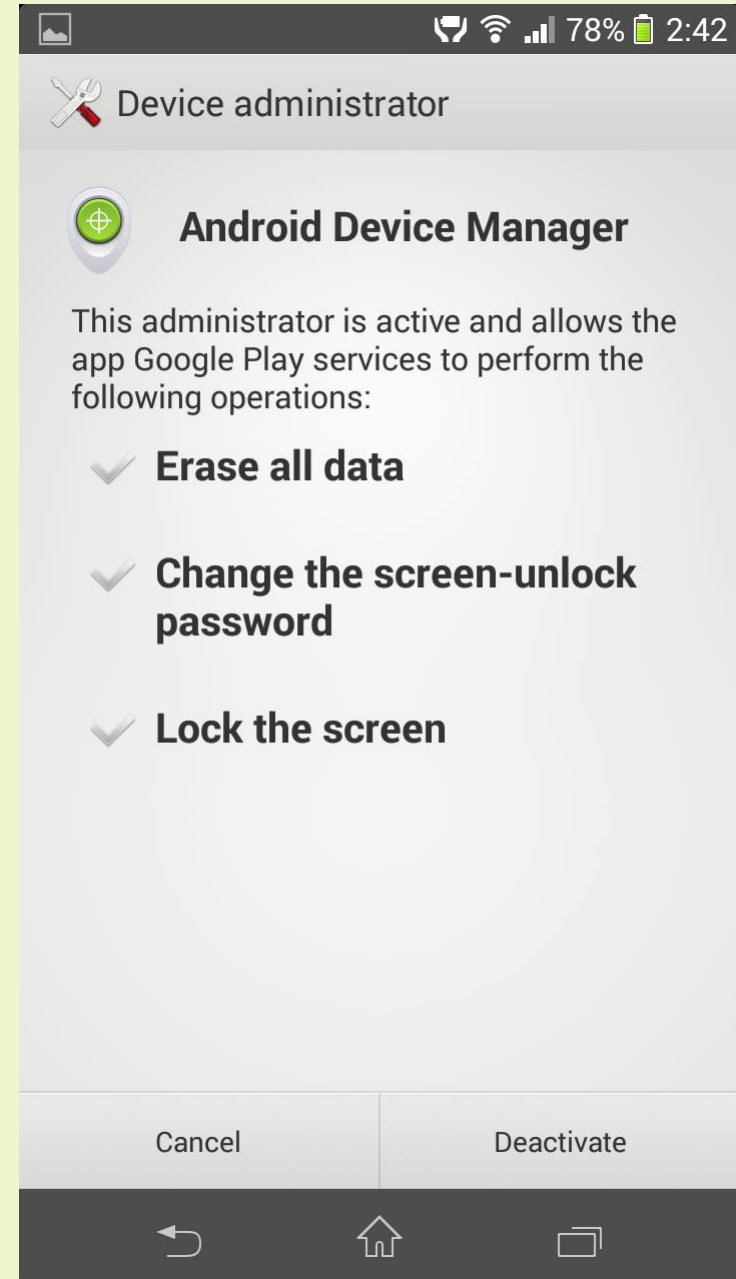 78% 2:42
Device administrator
Android Device Manager
This administrator is active and allows the
app Google Play services to perform the
following operations:
Erase all data
Change the screen-unlock
password
Lock the screen
Cancel Deactivate